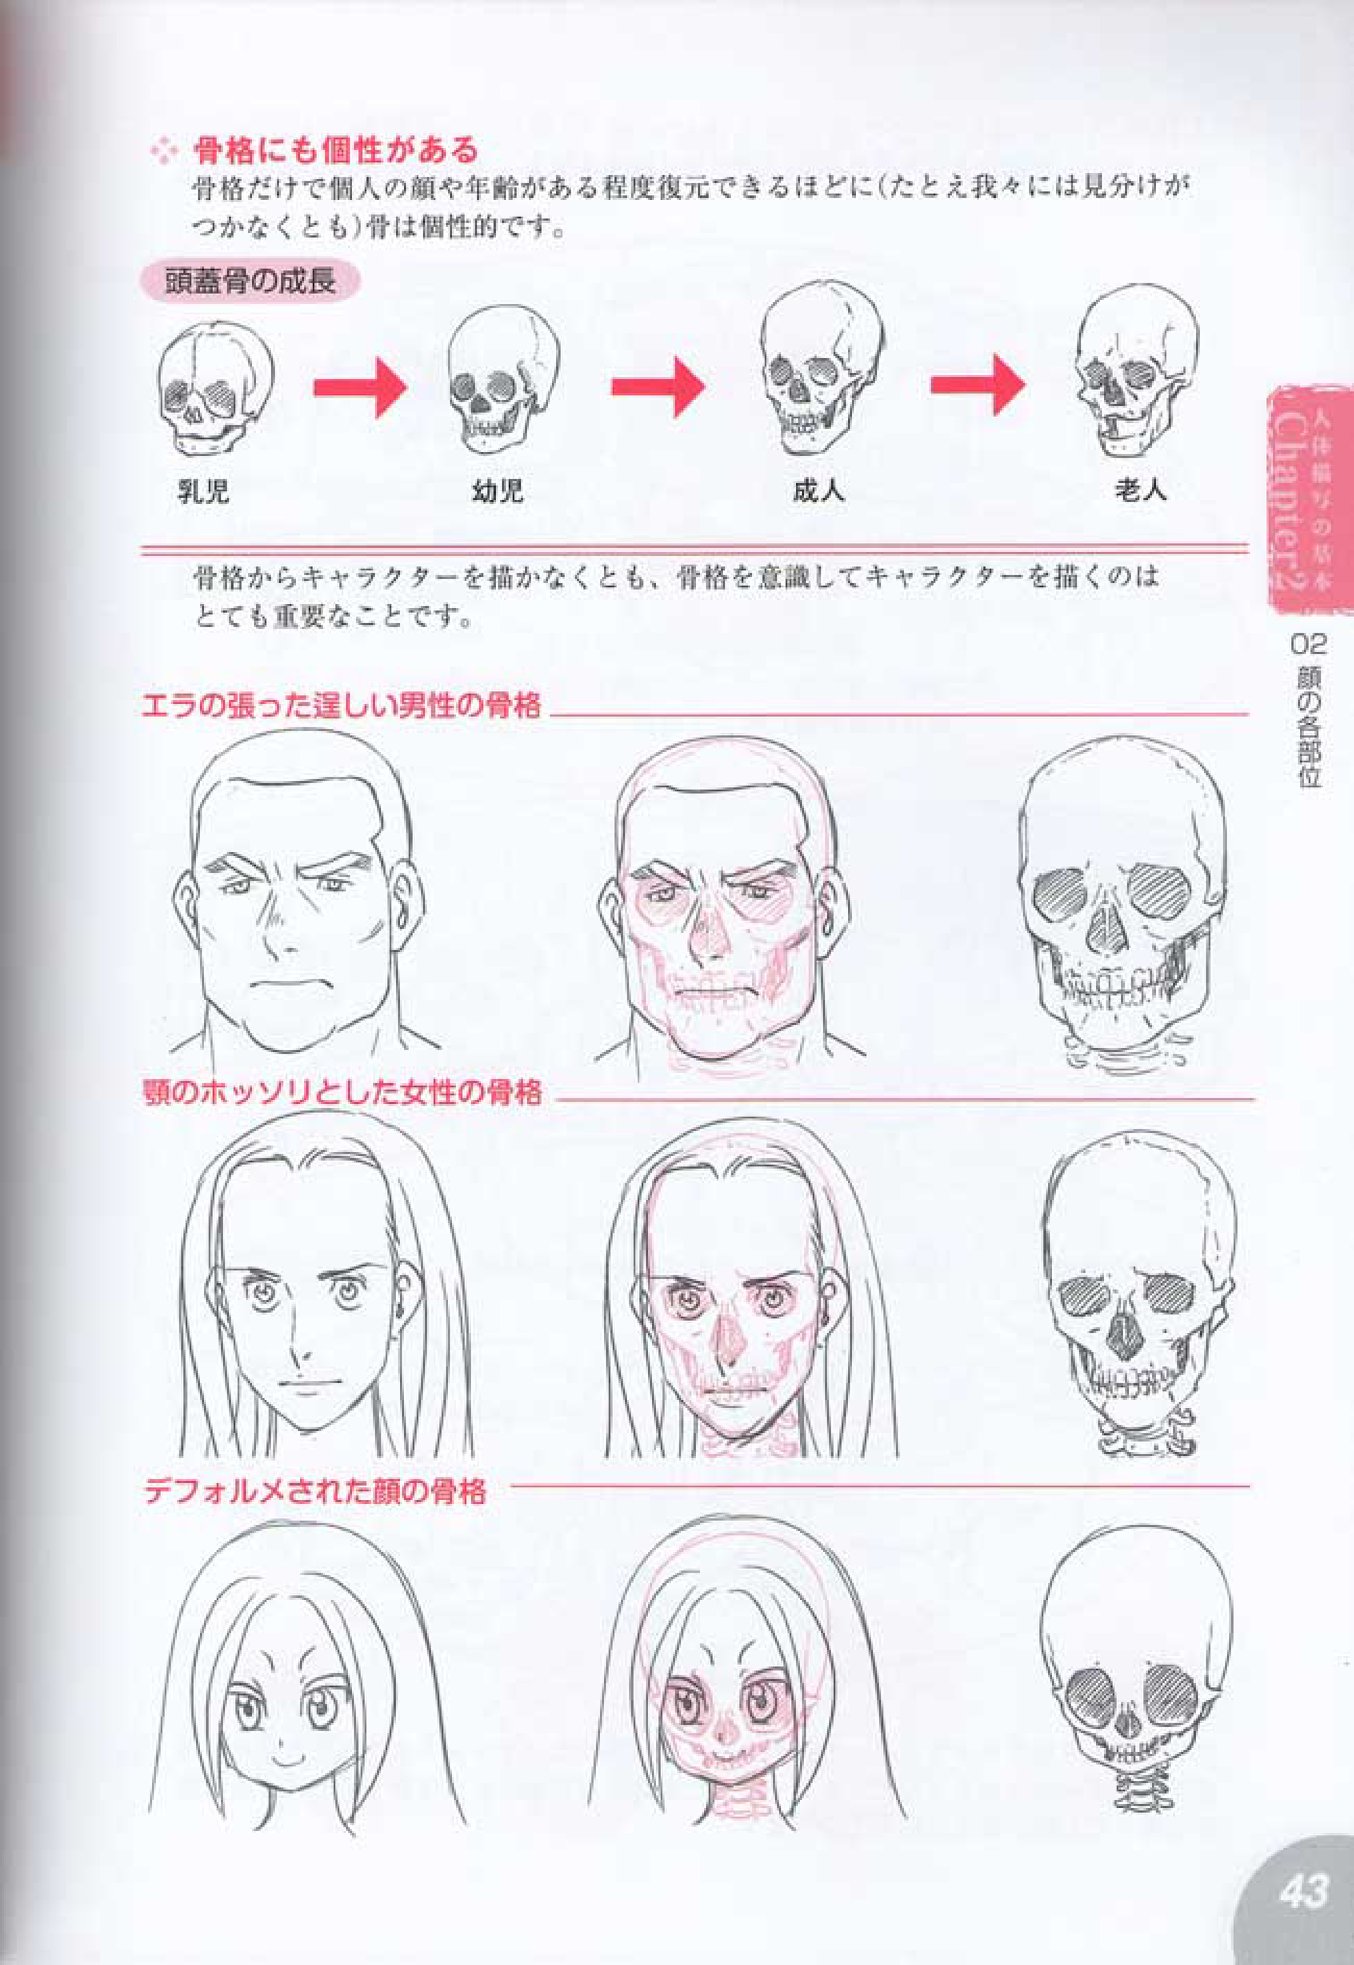 骨格にも個性がある
骨格だけで個人の顔や年齢がある程度復元できるほどに(たとえ我々には見分けが
つかなくとも)骨は個性的です。
頭蓋骨の成長
乳児
幼児
成人
老人
骨格からキャラクターを描かなくとも、骨格を意識してキャラクターを描くのは
とても重要なことです。
エラの張った逞しい男性の骨格
顎のホッソリとした女性の骨格
デフォルメされた顔の骨格
人体描写の基本
Chapter2
02 顔の各部位
43